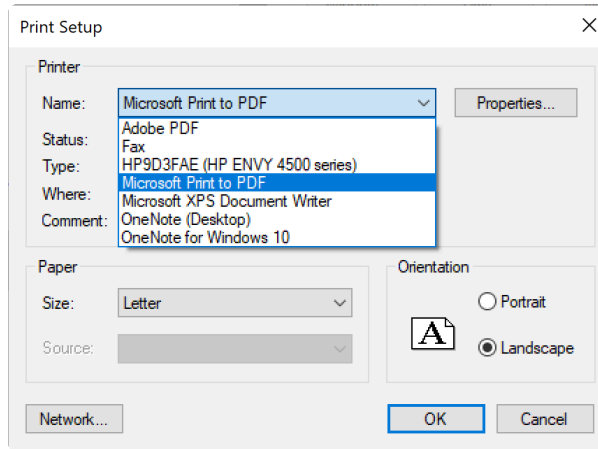 Print Setup
Printer
Name: Microsoft Print to PDF Properties...
Status: Adobe PDF
Fax
Type: HP9D3FAE (HP ENVY 4500 series)
Microsoft Print to PDF
Where: Microsoft XPS Document Writer
Comment: OneNote (Desktop)
OneNote for Windows 10
Paper
Orientation
Size: Letter
Portrait
A
Source:
Landscape
Network...
OK
Cancel